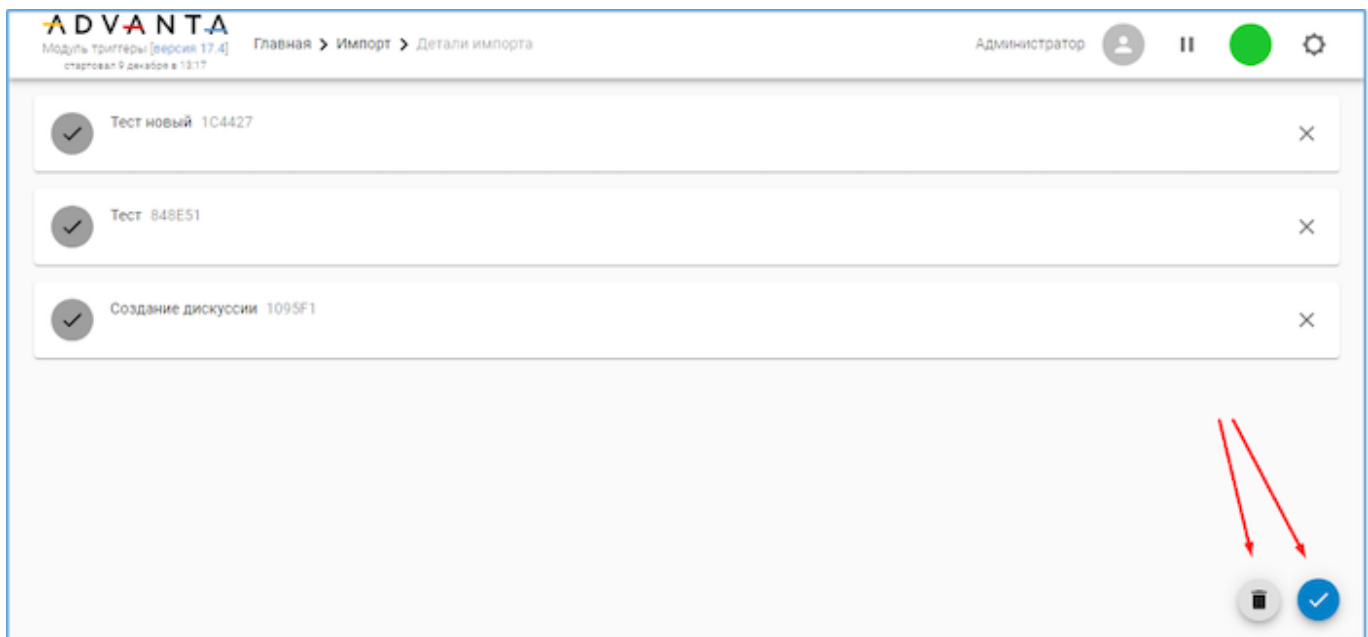 ADVANTA
Модуль триггеры [версия 17.4]
стартовал 9 декабря в 13:17
Главная > Импорт > Детали импорта
Администратор
Тест новый 1C4427
Тест 848E51
Создание дискуссии 1095F1